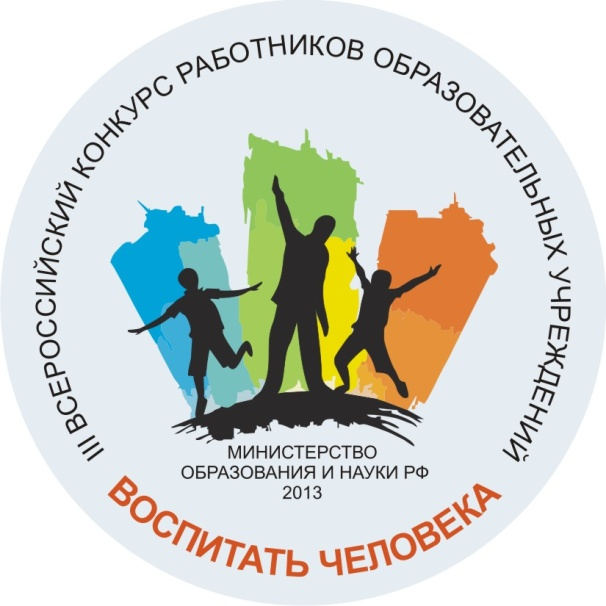 III ВСЕРОССИЙСКИЙ КОНКУРС РАБОТНИКОВ ОБРАЗОВАТЕЛЬНЫХ УЧРЕЖДЕНИЙ
МИНИСТЕРСТВО
ОБРАЗОВАНИЯ И НАУКИ РФ
2013
ВОСПИТАТЬ ЧЕЛОВЕКА